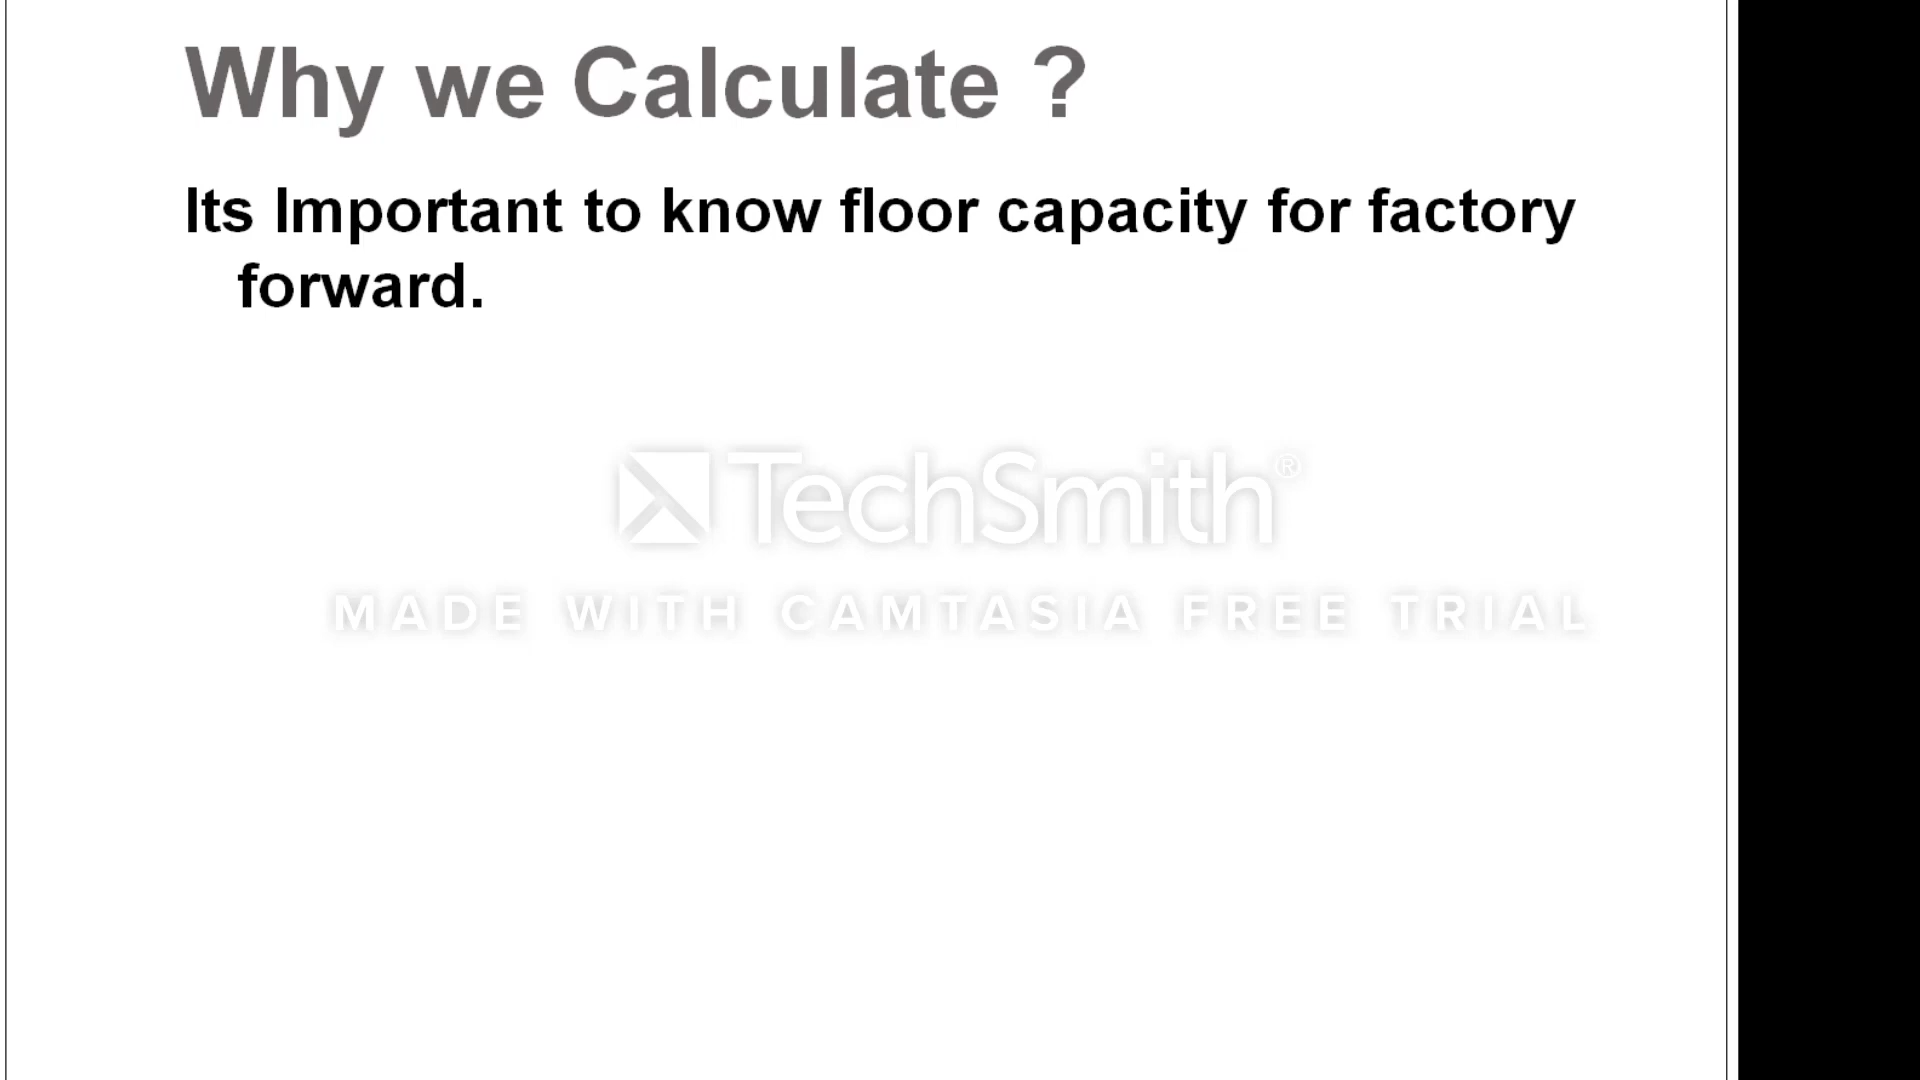 Why we Calculate ?
Its Important to know floor capacity for factory
forward.
TechSmith®
MADE WITH CAMTASIA FREE TRIAL